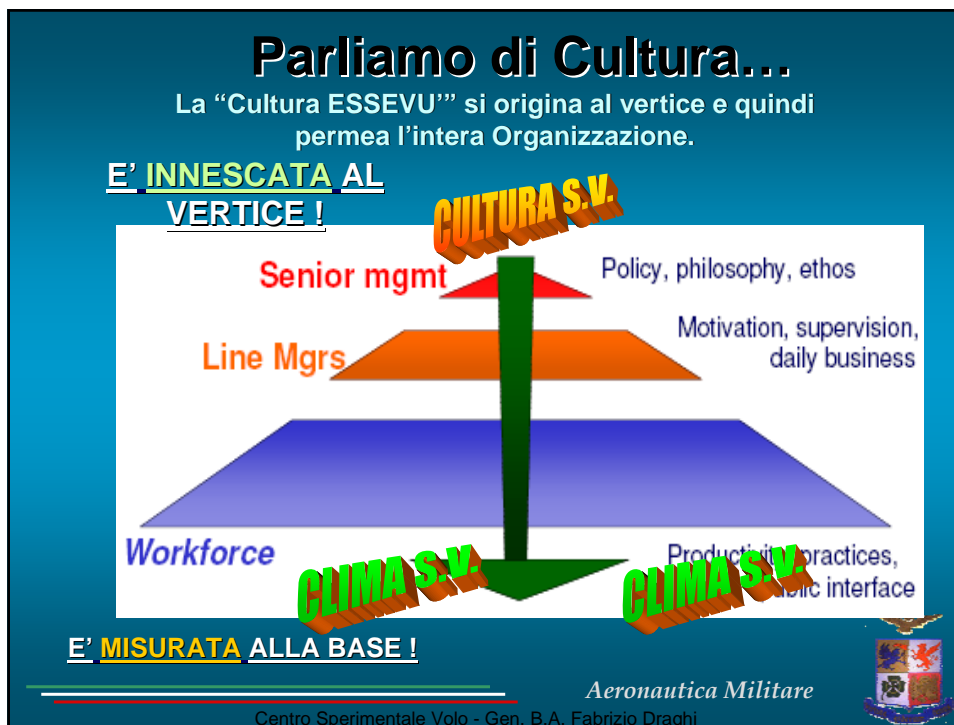 Parliamo di Cultura…
La “Cultura ESSEVU’” si origina al vertice e quindi
permea l’intera Organizzazione.
E’ INNESCATA AL
VERTICE !
CULTURA s.v.
Senior mgmt
Policy, philosophy, ethos
Line Mgrs
Motivation, supervision,
daily business
Workforce
practices,
interface
CLIMA s.v.
CLIMA s.v.
E’ MISURATA ALLA BASE !
Aeronautica Militare
Centro Sperimentale Volo - Gen. B.A. Fabrizio Draghi